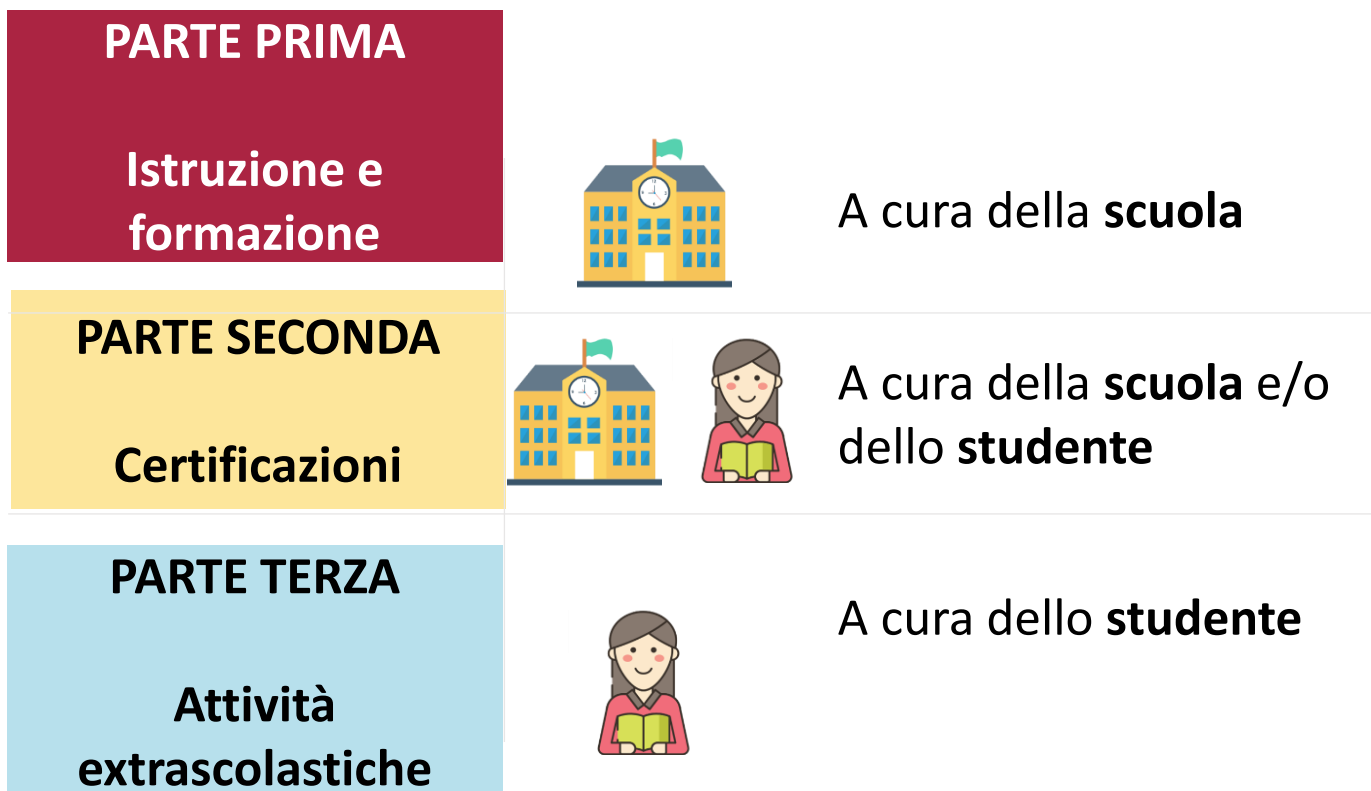 PARTE PRIMA
Istruzione e
formazione
A cura della scuola
PARTE SECONDA
Certificazioni
A cura della scuola e/o
dello studente
PARTE TERZA
Attività
extrascolastiche
A cura dello studente